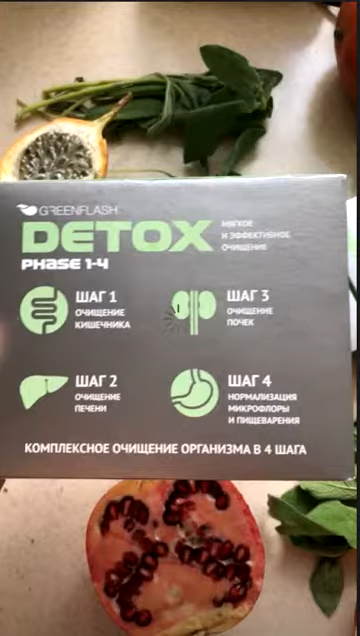 GREENFLASH
DETOX
PHASE 1-4
МЯГКОЕ
И ЭФФЕКТИВНОЕ
ОЧИЩЕНИЕ
ШАГ 1
ОЧИЩЕНИЕ
КИШЕЧНИКА
ШАГ 3
ОЧИЩЕНИЕ
ПОЧЕК
ШАГ 2
ОЧИЩЕНИЕ
ПЕЧЕНИ
ШАГ 4
НОРМАЛИЗАЦИЯ
МИКРОФЛОРЫ
И ПИЩЕВАРЕНИЯ
КОМПЛЕКСНОЕ ОЧИЩЕНИЕ ОРГАНИЗМА В 4 ШАГА